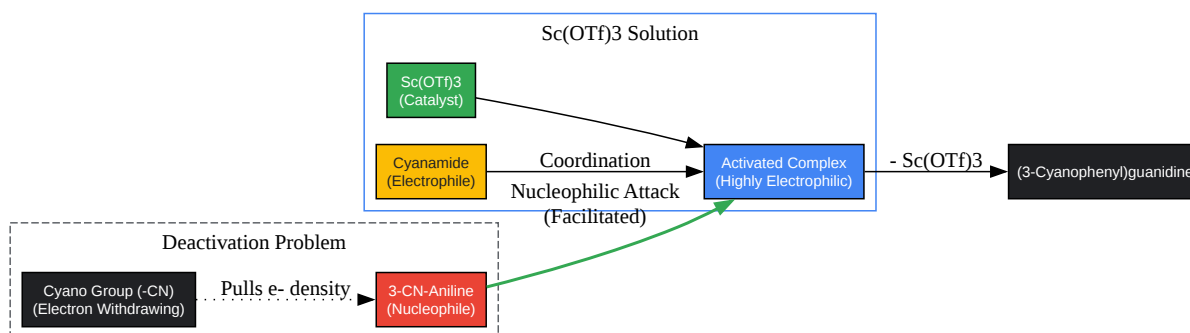 Sc(OTf)3 Solution
Sc(OTf)3
(Catalyst)
Cyanamide
(Electrophile)
Coordination
Nucleophilic Attack
(Facilitated)
Activated Complex
(Highly Electrophilic)
- Sc(OTf)3
(3-Cyanophenyl)guanidine
Deactivation Problem
Cyano Group (-CN)
(Electron Withdrawing)
Pulls e- density
3-CN-Aniline
(Nucleophile)